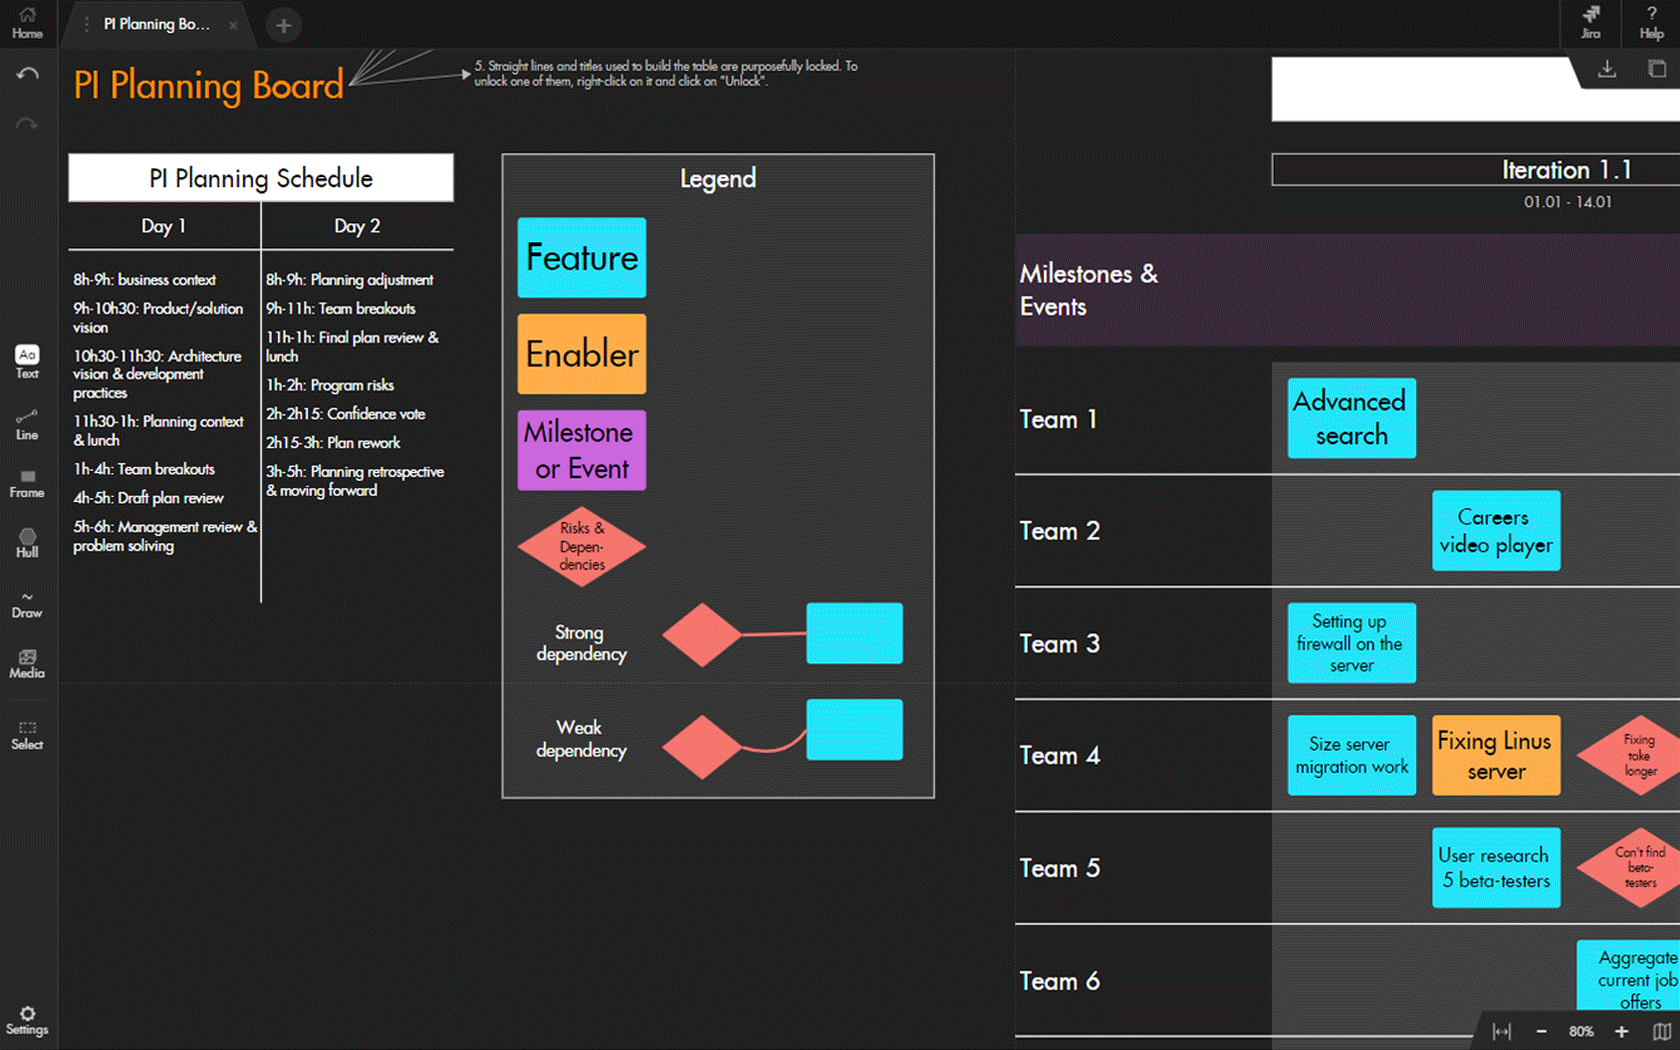 Home
PI Planning Bo...
Jira
Help
PI Planning Board
5. Straight lines and titles used to build the table are purposefully locked. To
unlock one of them, right-click on it and click on "Unlock".
PI Planning Schedule
Day 1
Day 2
8h-9h: business context
9h-10h30: Product/solution
vision
10h30-11h30: Architecture
vision & development
practices
11h30-1h: Planning context
& lunch
1h-4h: Team breakouts
4h-5h: Draft plan review
5h-6h: Management review &
problem soliving
8h-9h: Planning adjustment
9h-11h: Team breakouts
11h-1h: Final plan review &
lunch
1h-2h: Program risks
2h-2h15: Confidence vote
2h15-3h: Plan rework
3h-5h: Planning retrospective
& moving forward
Legend
Feature
Enabler
Milestone
or Event
Risks &
Depen-
dencies
Strong
dependency
Weak
dependency
Iteration 1.1
01.01 - 14.01
Milestones &
Events
Team 1
Advanced
search
Team 2
Careers
video player
Team 3
Setting up
firewall on the
server
Team 4
Size server
migration work
Fixing Linus
server
Fixing
take
longer
Team 5
User research
5 beta-testers
Can't find
beta-
testers
Team 6
Aggregate
current job
offers
Aa
Text
Line
Frame
Hull
Draw
Media
Select
Settings
80%